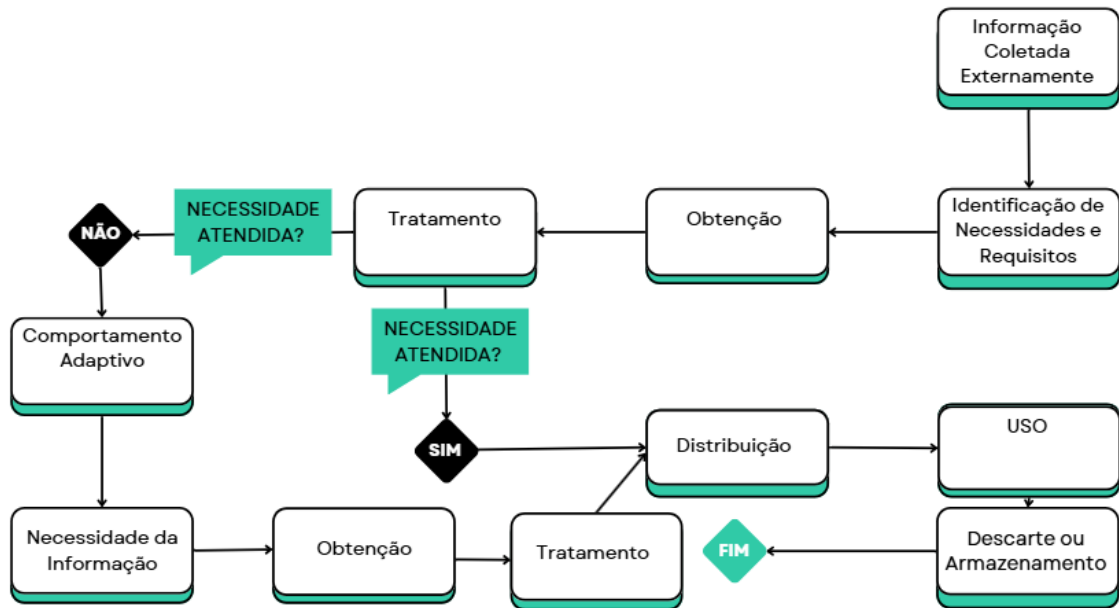 Informação
Coletada
Externamente
Identificação de
Necessidades e
Requisitos
Obtenção
Tratamento
NECESSIDADE
ATENDIDA?
NÃO
Comportamento
Adaptivo
NECESSIDADE
ATENDIDA?
SIM
Necessidade da
Informação
Obtenção
Tratamento
Distribuição
USO
Descarte ou
Armazenamento
FIM